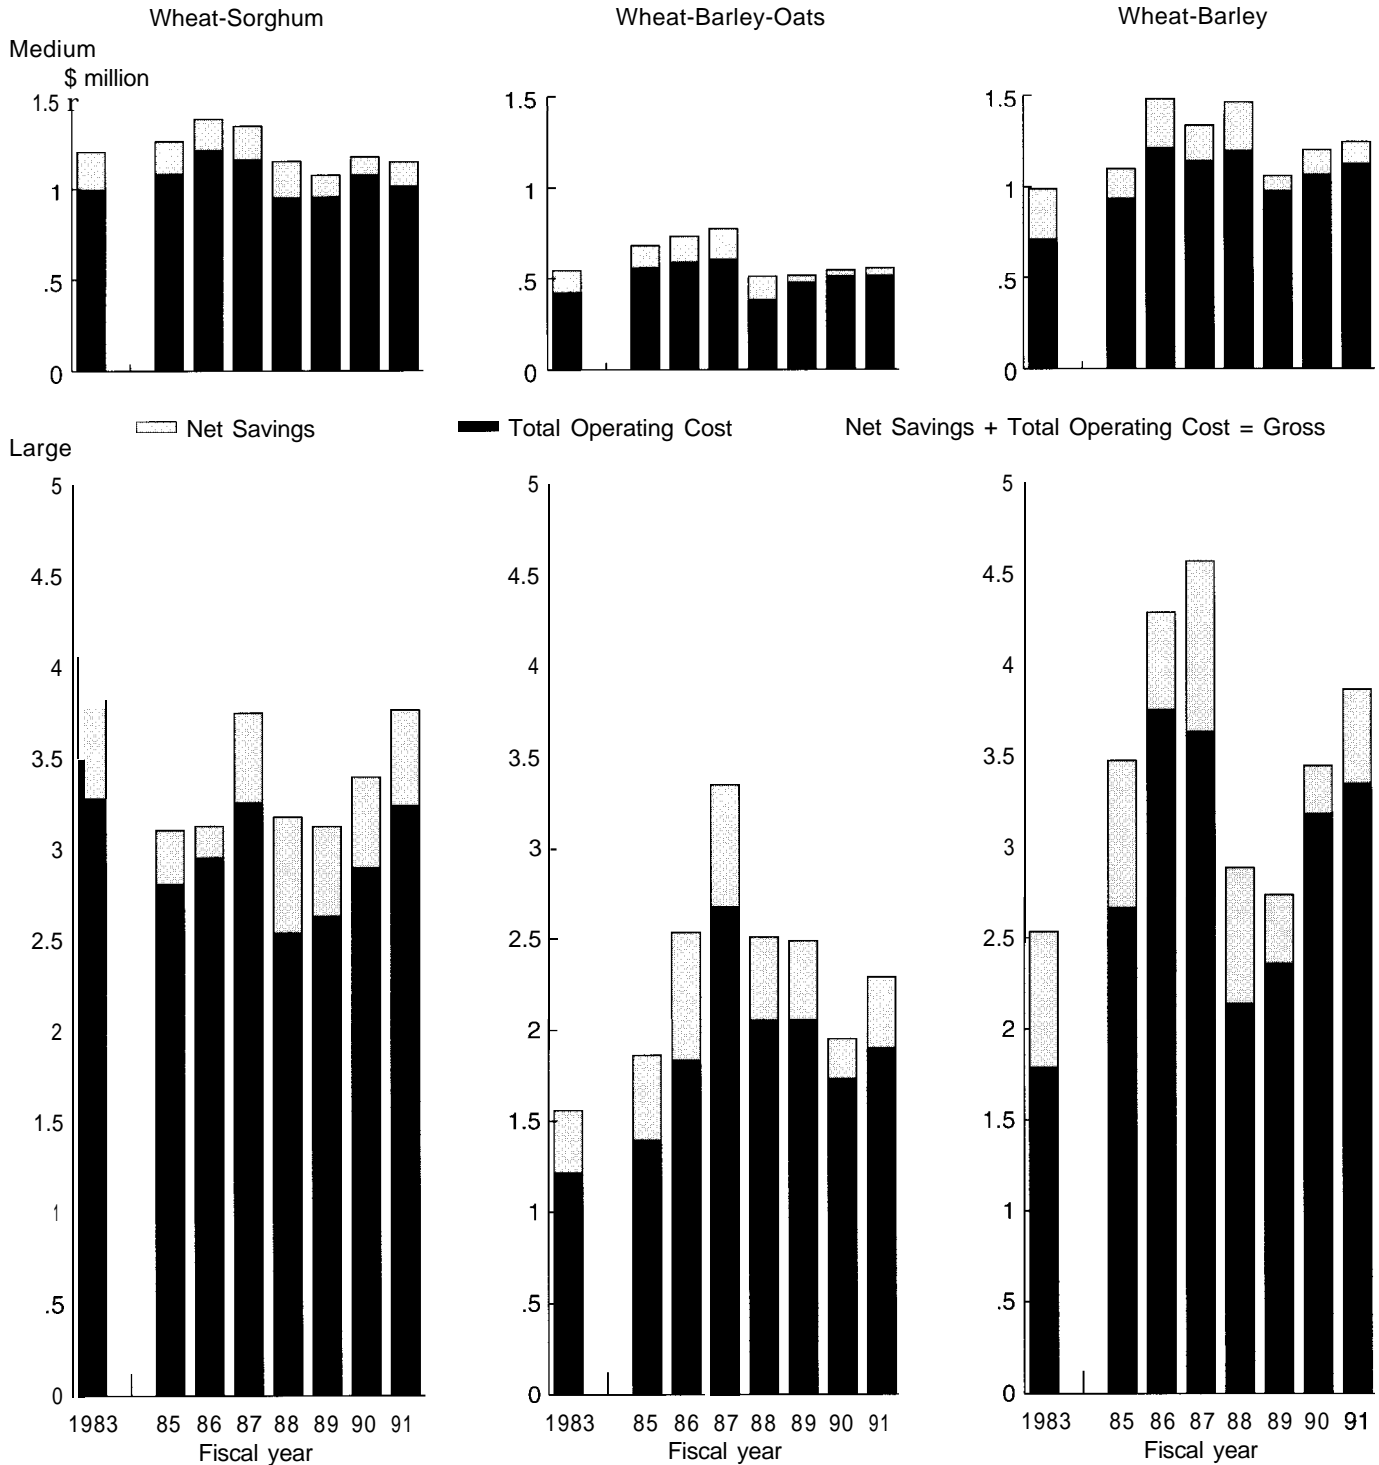 Wheat-Sorghum
Wheat-Barley-Oats
Wheat-Barley
Medium
$ million
1.5 r
1
.5
0
1.5
1
.5
0
1.5
1
.5
0
Net Savings
Total Operating Cost
Net Savings + Total Operating Cost = Gross
Large
5
4.5
4
3.5
3
2.5
2
1.5
1
.5
0
1983 85 86 87 88 89 90 91
Fiscal year
5
4.5
4
3.5
3
2.5
2
1.5
1
.5
0
1983 85 86 87 88 89 90 91
Fiscal year
5
4.5
4
3.5
3
2.5
2
1.5
1
.5
0
1983 85 86 87 88 89 90 91
Fiscal year